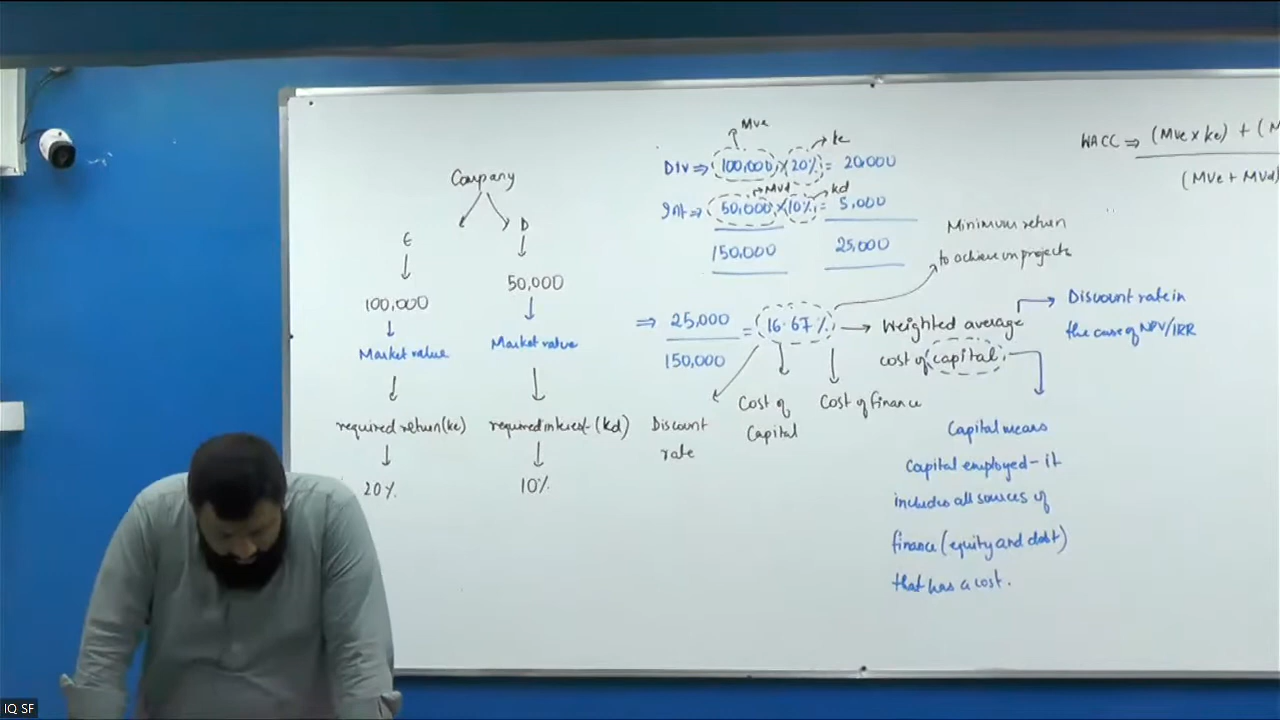 Company
E
D
100,000
50,000
Market value
Market value
required return (ke)
required interest (kd)
20%
10%
MVe
ke
Div ⇒ 100,000 × 20% = 20,000
MVd
kd
Int ⇒ 50,000 × 10% = 5,000
150,000 25,000
⇒ 25,000 / 150,000 = 16.67% → Weighted average
cost of capital
Discount
rate
Cost of
Capital
Cost of finance
Minimum return
to achieve on projects
Discount rate in
the case of NPV/IRR
Capital means
Capital employed - it
includes all sources of
finance (equity and debt)
that has a cost.
WACC ⇒ (MVe × ke) + (M
(MVe + MVd)
IQ SF